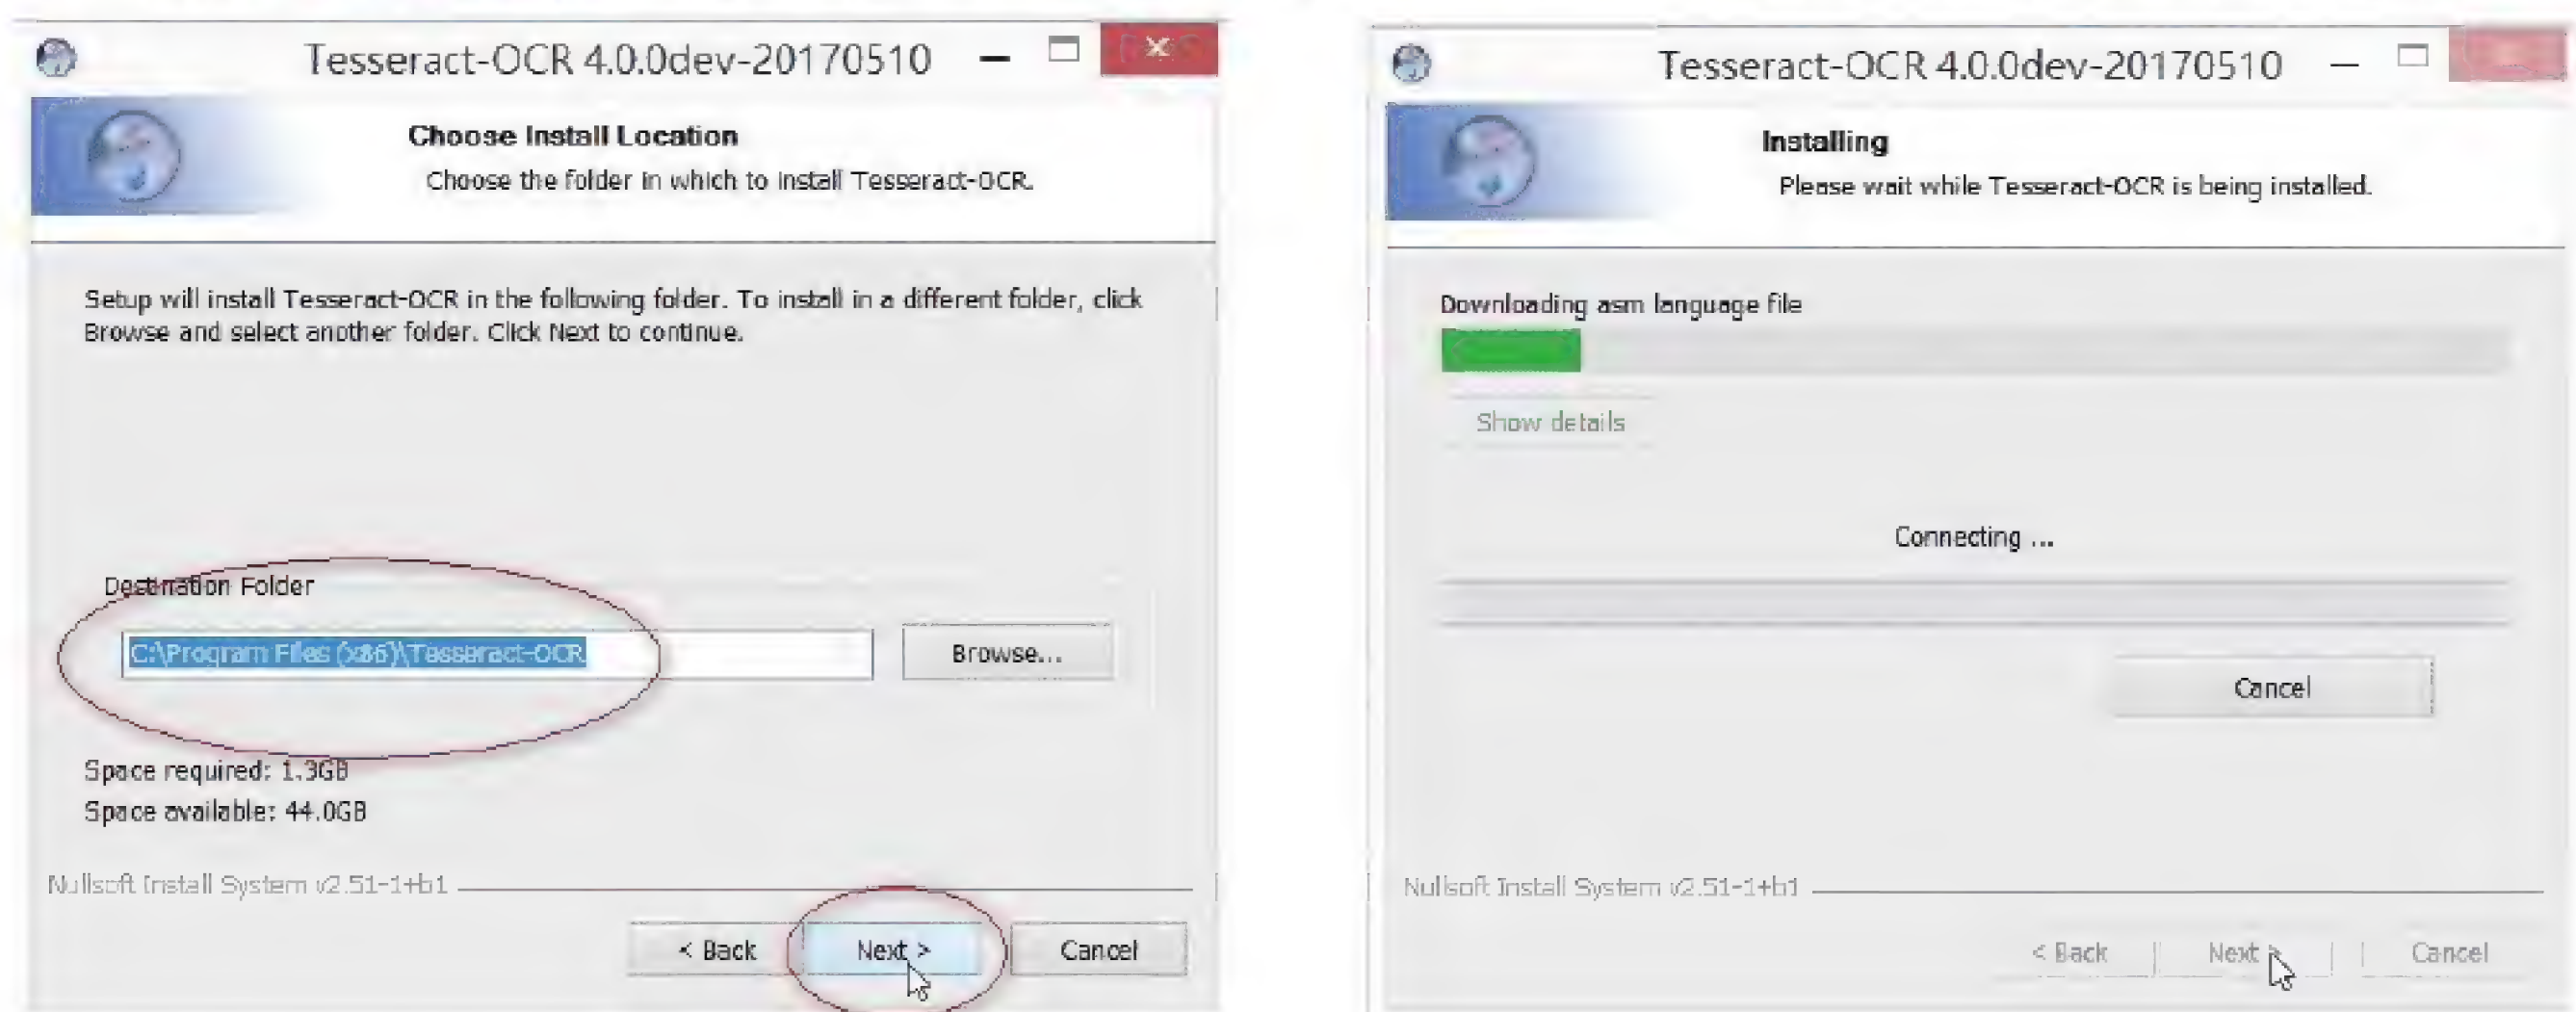 Tesseract-OCR 4.0.0dev-20170510
Choose Install Location
Choose the folder in which to install Tesseract-OCR.
Setup will install Tesseract-OCR in the following folder. To install in a different folder, click
Browse and select another folder. Click Next to continue.
Destination Folder
C:\Program Files (x86)\Tesseract-OCR
Browse...
Space required: 1.3GB
Space available: 44.0GB
Nullsoft Install System v2.51-1+b1
< Back Next > Cancel
Tesseract-OCR 4.0.0dev-20170510
Installing
Please wait while Tesseract-OCR is being installed.
Downloading asm language file
Show details
Connecting ...
Cancel
Nullsoft Install System v2.51-1+b1
< Back Next > Cancel